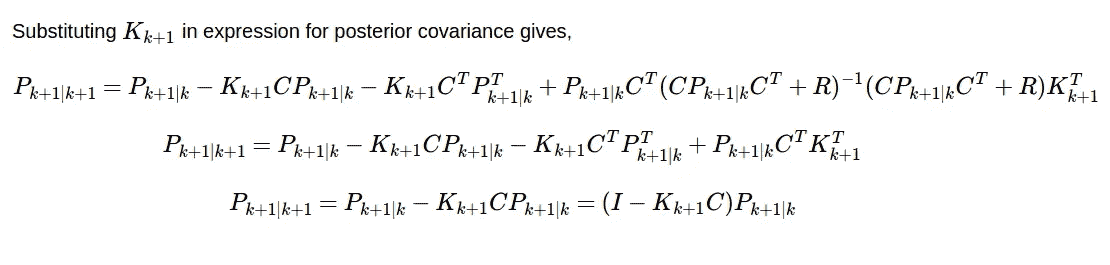 Substituting $K_{k+1}$ in expression for posterior covariance gives,
$P_{k+1|k+1} = P_{k+1|k} - K_{k+1}CP_{k+1|k} - K_{k+1}C^T P_{k+1|k}^T + P_{k+1|k}C^T(CP_{k+1|k}C^T + R)^{-1}(CP_{k+1|k}C^T + R)K_{k+1}^T$
$P_{k+1|k+1} = P_{k+1|k} - K_{k+1}CP_{k+1|k} - K_{k+1}C^T P_{k+1|k}^T + P_{k+1|k}C^T K_{k+1}^T$
$P_{k+1|k+1} = P_{k+1|k} - K_{k+1}CP_{k+1|k} = (I - K_{k+1}C)P_{k+1|k}$